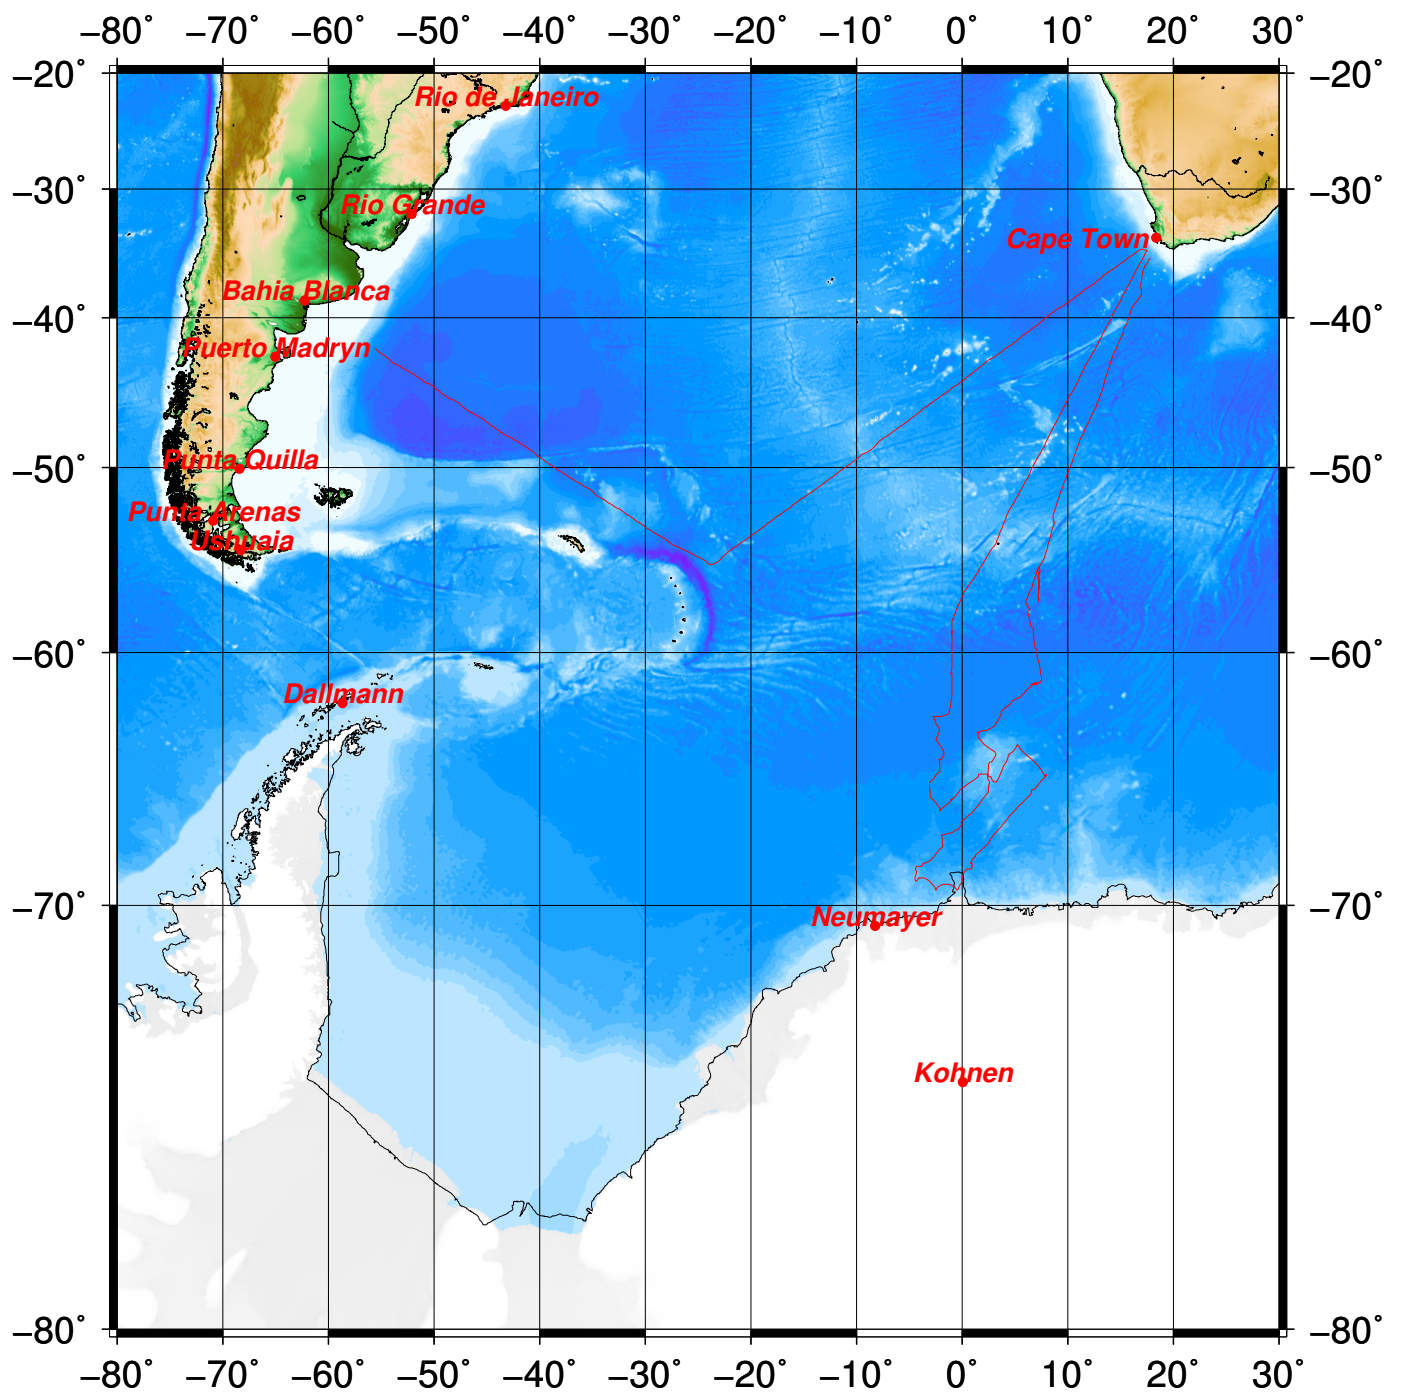 −80° −70° −60° −50° −40° −30° −20° −10° 0° 10° 20° 30°
−20° −20°
Rio de Janeiro
−30° −30°
Rio Grande
Cape Town
Bahia Blanca
−40° −40°
Puerto Madryn
Punta Quilla
−50° −50°
Punta Arenas
Ushuaia
−60° −60°
Dallmann
−70° −70°
Neumayer
Kohnen
−80° −80°
−80° −70° −60° −50° −40° −30° −20° −10° 0° 10° 20° 30°